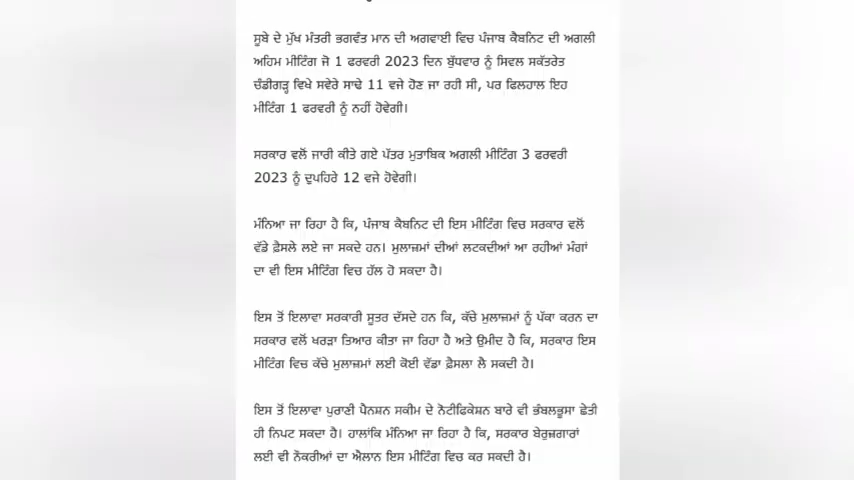 ਸੂਬੇ ਦੇ ਮੁੱਖ ਮੰਤਰੀ ਭਗਵੰਤ ਮਾਨ ਦੀ ਅਗਵਾਈ ਵਿਚ ਪੰਜਾਬ ਕੈਬਨਿਟ ਦੀ ਅਗਲੀ
ਅਹਿਮ ਮੀਟਿੰਗ ਜੋ 1 ਫਰਵਰੀ 2023 ਦਿਨ ਬੁੱਧਵਾਰ ਨੂੰ ਸਿਵਲ ਸਕੱਤਰੇਤ
ਚੰਡੀਗੜ੍ਹ ਵਿਖੇ ਸਵੇਰੇ ਸਾਢੇ 11 ਵਜੇ ਹੋਣ ਜਾ ਰਹੀ ਸੀ, ਪਰ ਫਿਲਹਾਲ ਇਹ
ਮੀਟਿੰਗ 1 ਫਰਵਰੀ ਨੂੰ ਨਹੀਂ ਹੋਵੇਗੀ।
ਸਰਕਾਰ ਵਲੋਂ ਜਾਰੀ ਕੀਤੇ ਗਏ ਪੱਤਰ ਮੁਤਾਬਿਕ ਅਗਲੀ ਮੀਟਿੰਗ 3 ਫਰਵਰੀ
2023 ਨੂੰ ਦੁਪਹਿਰੇ 12 ਵਜੇ ਹੋਵੇਗੀ।
ਮੰਨਿਆ ਜਾ ਰਿਹਾ ਹੈ ਕਿ, ਪੰਜਾਬ ਕੈਬਨਿਟ ਦੀ ਇਸ ਮੀਟਿੰਗ ਵਿਚ ਸਰਕਾਰ ਵਲੋਂ
ਵੱਡੇ ਫ਼ੈਸਲੇ ਲਏ ਜਾ ਸਕਦੇ ਹਨ। ਮੁਲਾਜ਼ਮਾਂ ਦੀਆਂ ਲਟਕਦੀਆਂ ਆ ਰਹੀਆਂ ਮੰਗਾਂ
ਦਾ ਵੀ ਇਸ ਮੀਟਿੰਗ ਵਿਚ ਹੱਲ ਹੋ ਸਕਦਾ ਹੈ।
ਇਸ ਤੋਂ ਇਲਾਵਾ ਸਰਕਾਰੀ ਸੂਤਰ ਦੱਸਦੇ ਹਨ ਕਿ, ਕੱਚੇ ਮੁਲਾਜ਼ਮਾਂ ਨੂੰ ਪੱਕਾ ਕਰਨ ਦਾ
ਸਰਕਾਰ ਵਲੋਂ ਖਰੜਾ ਤਿਆਰ ਕੀਤਾ ਜਾ ਰਿਹਾ ਹੈ ਅਤੇ ਉਮੀਦ ਹੈ ਕਿ, ਸਰਕਾਰ ਇਸ
ਮੀਟਿੰਗ ਵਿਚ ਕੱਚੇ ਮੁਲਾਜ਼ਮਾਂ ਲਈ ਕੋਈ ਵੱਡਾ ਫ਼ੈਸਲਾ ਲੈ ਸਕਦੀ ਹੈ।
ਇਸ ਤੋਂ ਇਲਾਵਾ ਪੁਰਾਣੀ ਪੈਨਸ਼ਨ ਸਕੀਮ ਦੇ ਨੋਟੀਫਿਕੇਸ਼ਨ ਬਾਰੇ ਵੀ ਭੰਬਲਭੂਸਾ ਛੇਤੀ
ਹੀ ਨਿਪਟ ਸਕਦਾ ਹੈ। ਹਾਲਾਂਕਿ ਮੰਨਿਆ ਜਾ ਰਿਹਾ ਹੈ ਕਿ, ਸਰਕਾਰ ਬੇਰੁਜ਼ਗਾਰਾਂ
ਲਈ ਵੀ ਨੌਕਰੀਆਂ ਦਾ ਐਲਾਨ ਇਸ ਮੀਟਿੰਗ ਵਿਚ ਕਰ ਸਕਦੀ ਹੈ।